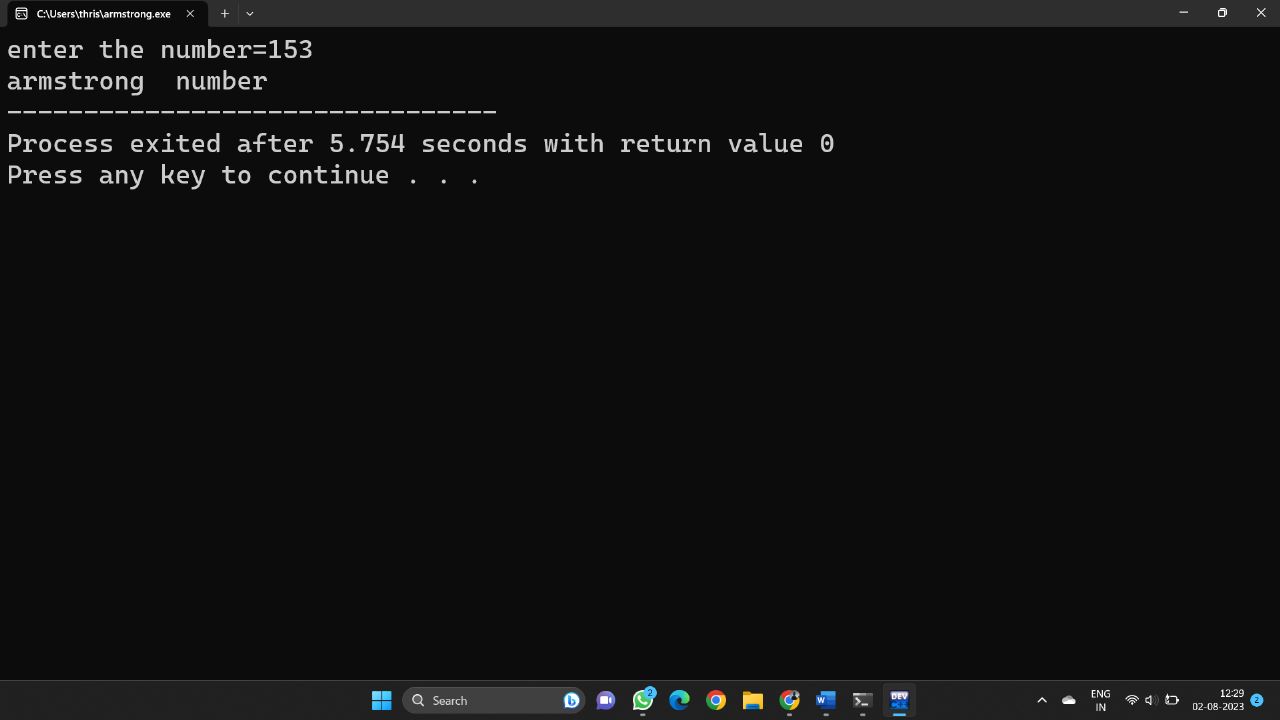 C:\Users\thris\armstrong.exe
enter the number=153
armstrong  number
--------------------------------
Process exited after 5.754 seconds with return value 0
Press any key to continue . . .
Search
2
W
DEV
C++
ENG
IN
12:29
02-08-2023
2